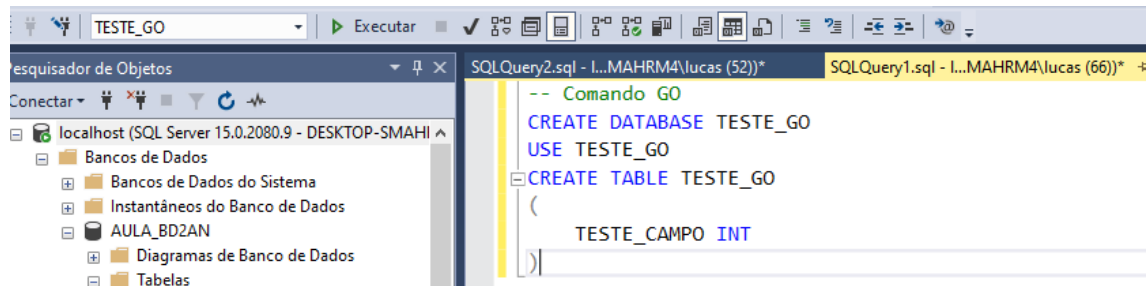 TESTE_GO
Executar
Pesquisador de Objetos
SQLQuery2.sql - l...MAHRM4\lucas (52))*
SQLQuery1.sql - l...MAHRM4\lucas (66))*
Conectar
localhost (SQL Server 15.0.2080.9 - DESKTOP-SMAHI
Bancos de Dados
Bancos de Dados do Sistema
Instantâneos do Banco de Dados
AULA_BD2AN
Diagramas de Banco de Dados
Tabelas
-- Comando GO
CREATE DATABASE TESTE_GO
USE TESTE_GO
CREATE TABLE TESTE_GO
(
TESTE_CAMPO INT
)